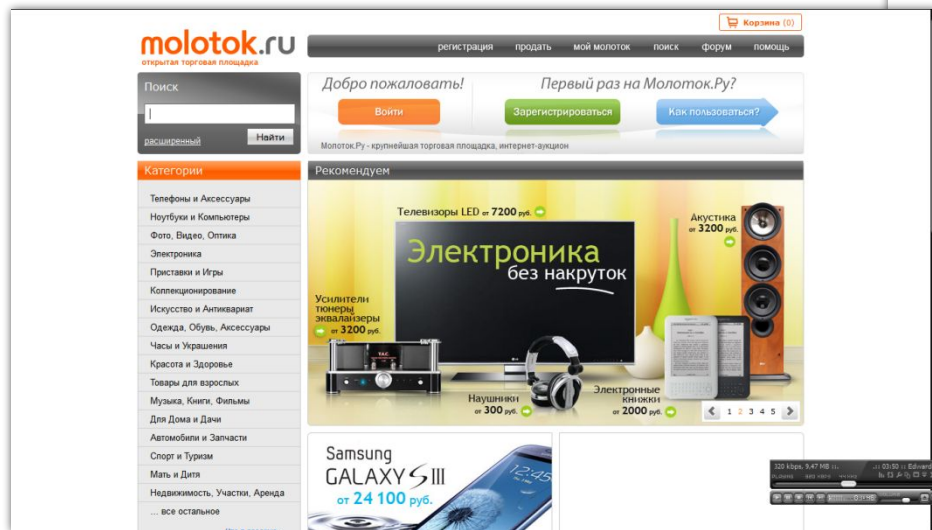 Корзина (0)
molotok.ru
открытая торговая площадка
регистрация продать мой молоток поиск форум помощь
Поиск
расширенный Найти
Добро пожаловать! Первый раз на Молоток.Ру?
Войти Зарегистрироваться Как пользоваться?
Молоток.Ру - крупнейшая торговая площадка, интернет-аукцион
Категории
Телефоны и Аксессуары
Ноутбуки и Компьютеры
Фото, Видео, Оптика
Электроника
Приставки и Игры
Коллекционирование
Искусство и Антиквариат
Одежда, Обувь, Аксессуары
Часы и Украшения
Красота и Здоровье
Товары для взрослых
Музыка, Книги, Фильмы
Для Дома и Дачи
Автомобили и Запчасти
Спорт и Туризм
Мать и Дитя
Недвижимость, Участки, Аренда
... все остальное
Рекомендуем
Телевизоры LED от 7200 руб.
Акустика
от 3200 руб.
Электроника
без накруток
Усилители
тюнеры
эквалайзеры
от 3200 руб.
Наушники
от 300 руб.
Электронные
книжки
от 2000 руб.
1 2 3 4 5
Samsung
GALAXY S III
от 24 100 руб.
12:45
320 kbps, 9,47 MB
03:50 :: Edward